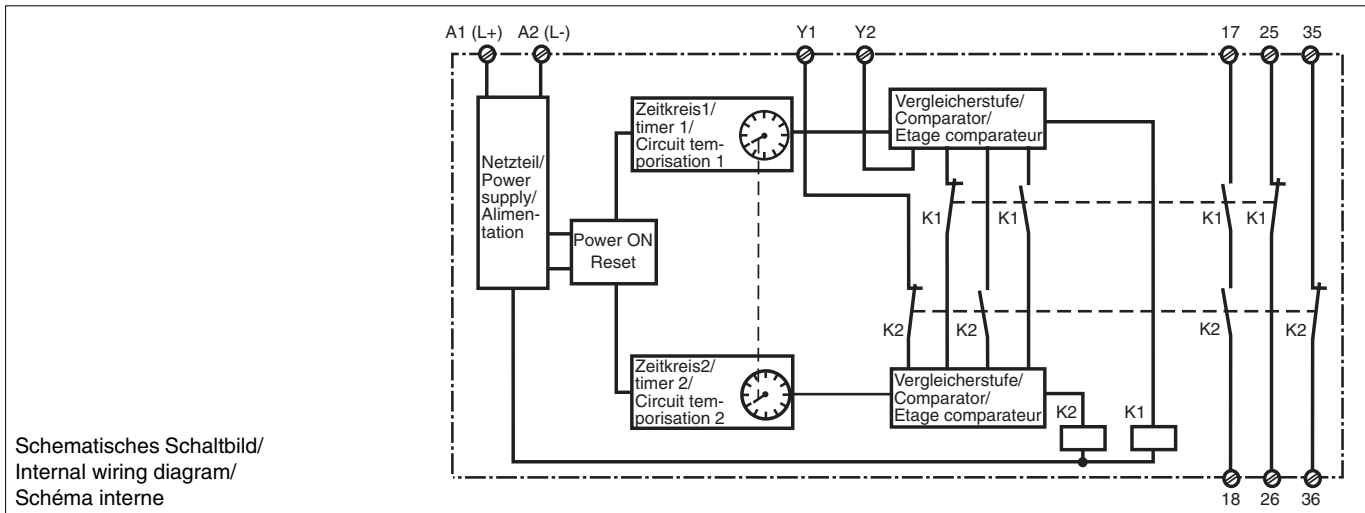 A1 (L+)
A2 (L-)
Y1
Y2
17
25
35
Zeitkreis1/
timer 1/
Circuit tem-
porisation 1
Vergleicherstufe/
Comparator/
Etage comparateur
Netzteil/
Power
supply/
Alimen-
tation
K1
K1
K1
K1
Power ON
Reset
K2
K2
K2
K2
Zeitkreis2/
timer 2/
Circuit tem-
porisation 2
Vergleicherstufe/
Comparator/
Etage comparateur
K2
K1
Schematisches Schaltbild/
Internal wiring diagram/
Schéma interne
18
26
36